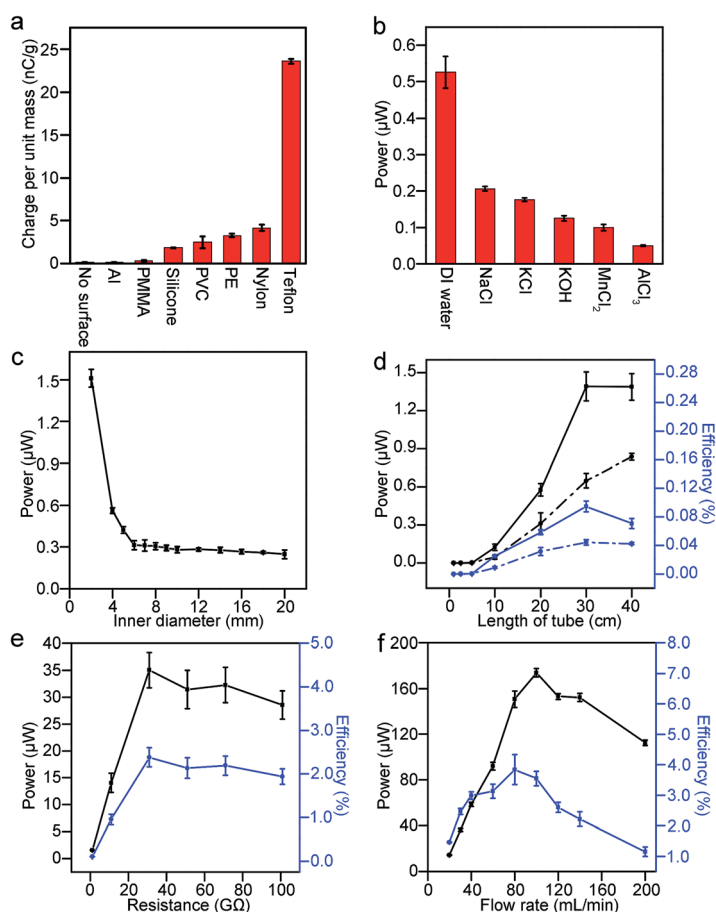 a
Charge per unit mass (nC/g)
25
20
15
10
5
0
No surface
Al
PMMA
Silicone
PVC
PE
Nylon
Teflon
b
Power (µW)
0.6
0.5
0.4
0.3
0.2
0.1
0.0
DI water
NaCl
KCl
KOH
MnCl₂
AlCl₃
c
Power (µW)
1.5
1.2
0.9
0.6
0.3
0 4 8 12 16 20
Inner diameter (mm)
d
Power (µW)
1.5
1.2
0.9
0.6
0.3
0.0
0.28
0.24
0.20
0.16
0.12
0.08
0.04
0.00
Efficiency (%)
0 10 20 30 40
Length of tube (cm)
e
Power (µW)
40
35
30
25
20
15
10
5
0
5.0
4.0
3.0
2.0
1.0
0.0
Efficiency (%)
0 20 40 60 80 100
Resistance (GΩ)
f
Power (µW)
200
160
120
80
40
0
8.0
7.0
6.0
5.0
4.0
3.0
2.0
1.0
Efficiency (%)
0 40 80 120 160 200
Flow rate (mL/min)